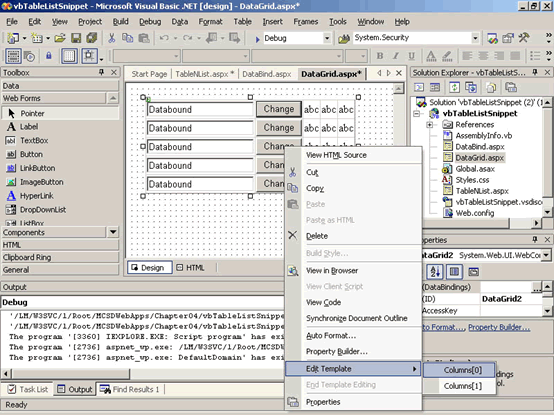 vbTableListSnippet - Microsoft Visual Basic .NET [design] - DataGrid.aspx*
File Edit View Project Build Debug Data Format Table Insert Frames Tools Window Help
Debug System.Security
Toolbox
Data
Web Forms
Pointer
Label
TextBox
Button
LinkButton
ImageButton
HyperLink
DropDownList
ListBox
Components
HTML
Clipboard Ring
General
Start Page TableNList.aspx * DataBind.aspx DataGrid.aspx*
Databound Change abc abc abc
Databound Change abc abc abc
Databound Change
Databound Change
Databound Change
Design HTML
View HTML Source
Cut
Copy
Paste
Paste as HTML
Delete
Build Style...
View in Browser
View Client Script
View Code
Synchronize Document Outline
Auto Format...
Property Builder...
Edit Template
End Template Editing
Properties
Columns[0]
Columns[1]
Solution Explorer - vbTableListS...
Solution 'vbTableListSnippet (2)' (1 p
vbTableListSnippet
References
AssemblyInfo.vb
DataBind.aspx
DataGrid.aspx
Global.asax
Styles.css
TableNList.aspx
vbTableListSnippet.vsdisco
Web.config
roperties
DataGrid2 System.Web.UI.WebCo
DataBindings)
(ID) DataGrid2
AccessKey
uto Format..., Property Builder...
Output
Debug
'/LM/W3SVC/1/Root/MCSDWebApps/Chapter04/vbTableListSnippe
'/LM/W3SVC/1/Root/MCSDWebApps/Chapter04/vbTableListSnippe
The program '[3360] IEXPLORE.EXE: Script program' has exi
The program '[2736] aspnet_wp.exe: /LM/W3SVC/1/Root/MCSDW
The program '[2736] aspnet_wp.exe: DefaultDomain' has exi
Task List Output Find Results 1
Ready